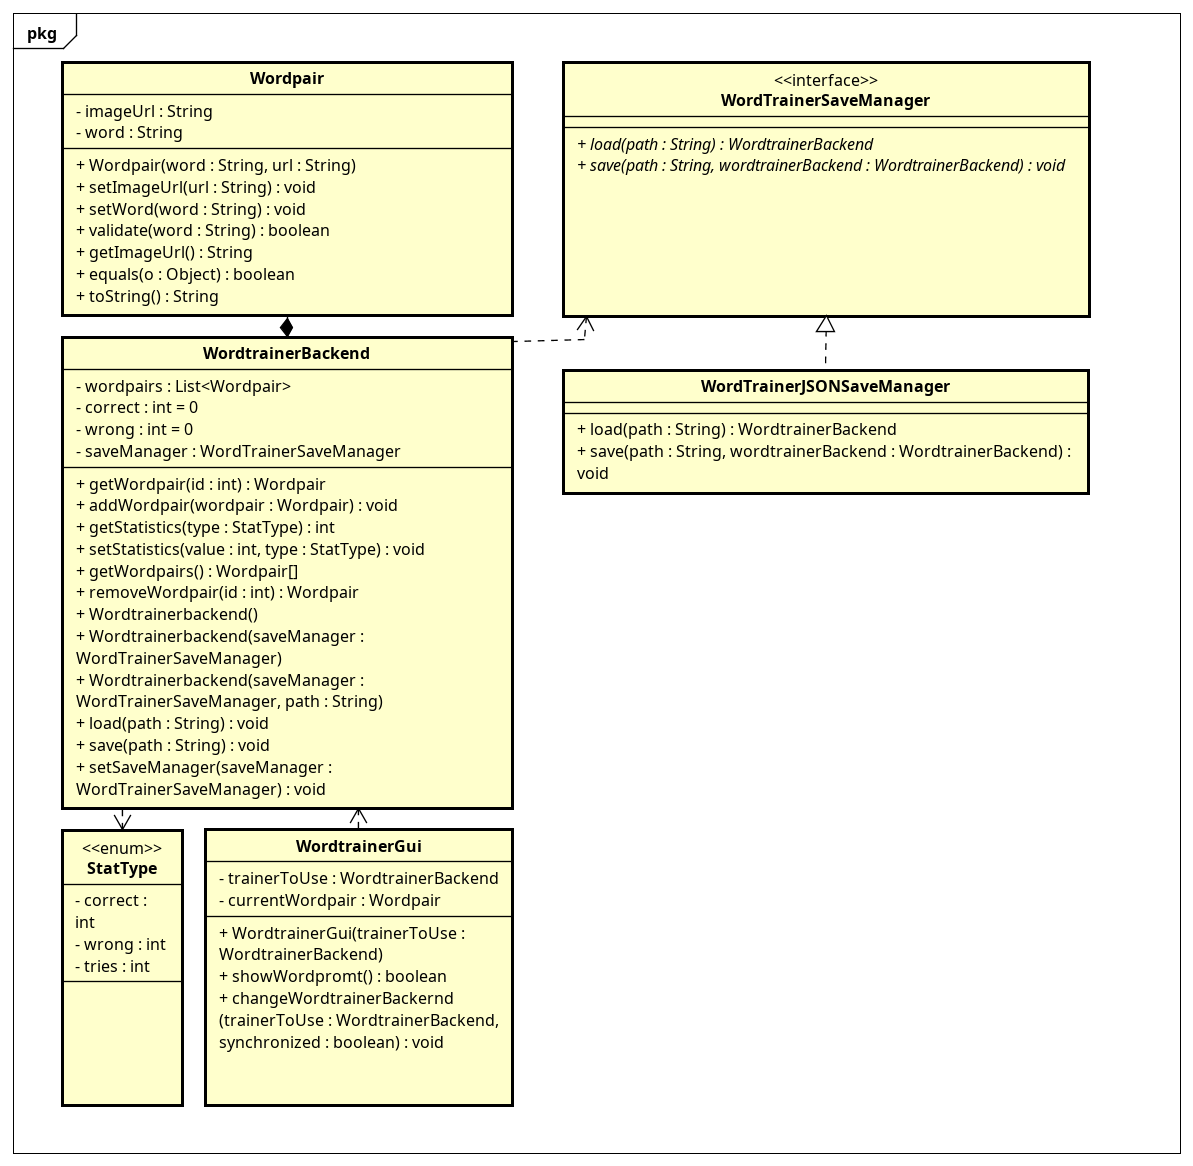 pkg
Wordpair
- imageUrl : String
- word : String
+ Wordpair(word : String, url : String)
+ setImageUrl(url : String) : void
+ setWord(word : String) : void
+ validate(word : String) : boolean
+ getImageUrl() : String
+ equals(o : Object) : boolean
+ toString() : String
<<interface>>
WordTrainerSaveManager
+ load(path : String) : WordtrainerBackend
+ save(path : String, wordtrainerBackend : WordtrainerBackend) : void
WordtrainerBackend
- wordpairs : List<Wordpair>
- correct : int = 0
- wrong : int = 0
- saveManager : WordTrainerSaveManager
+ getWordpair(id : int) : Wordpair
+ addWordpair(wordpair : Wordpair) : void
+ getStatistics(type : StatType) : int
+ setStatistics(value : int, type : StatType) : void
+ getWordpairs() : Wordpair[]
+ removeWordpair(id : int) : Wordpair
+ Wordtrainerbackend()
+ Wordtrainerbackend(saveManager :
WordTrainerSaveManager)
+ Wordtrainerbackend(saveManager :
WordTrainerSaveManager, path : String)
+ load(path : String) : void
+ save(path : String) : void
+ setSaveManager(saveManager :
WordTrainerSaveManager) : void
WordTrainerJSONSaveManager
+ load(path : String) : WordtrainerBackend
+ save(path : String, wordtrainerBackend : WordtrainerBackend) :
void
<<enum>>
StatType
- correct :
int
- wrong : int
- tries : int
WordtrainerGui
- trainerToUse : WordtrainerBackend
- currentWordpair : Wordpair
+ WordtrainerGui(trainerToUse :
WordtrainerBackend)
+ showWordpromt() : boolean
+ changeWordtrainerBackernd
(trainerToUse : WordtrainerBackend,
synchronized : boolean) : void